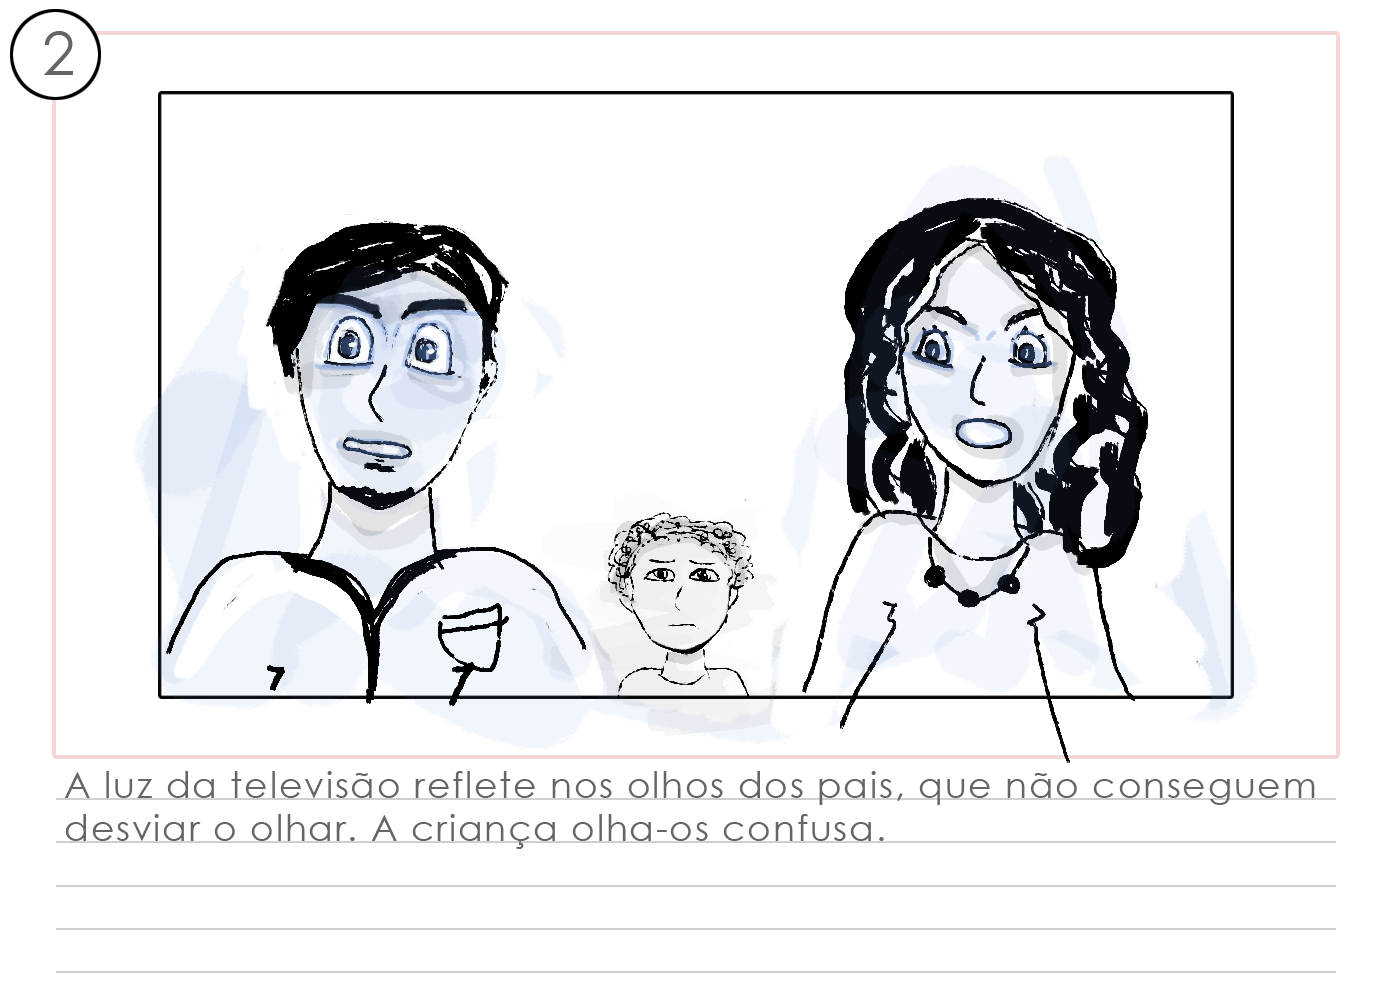 2
A luz da televisão reflete nos olhos dos pais, que não conseguem
desviar o olhar. A criança olha-os confusa.